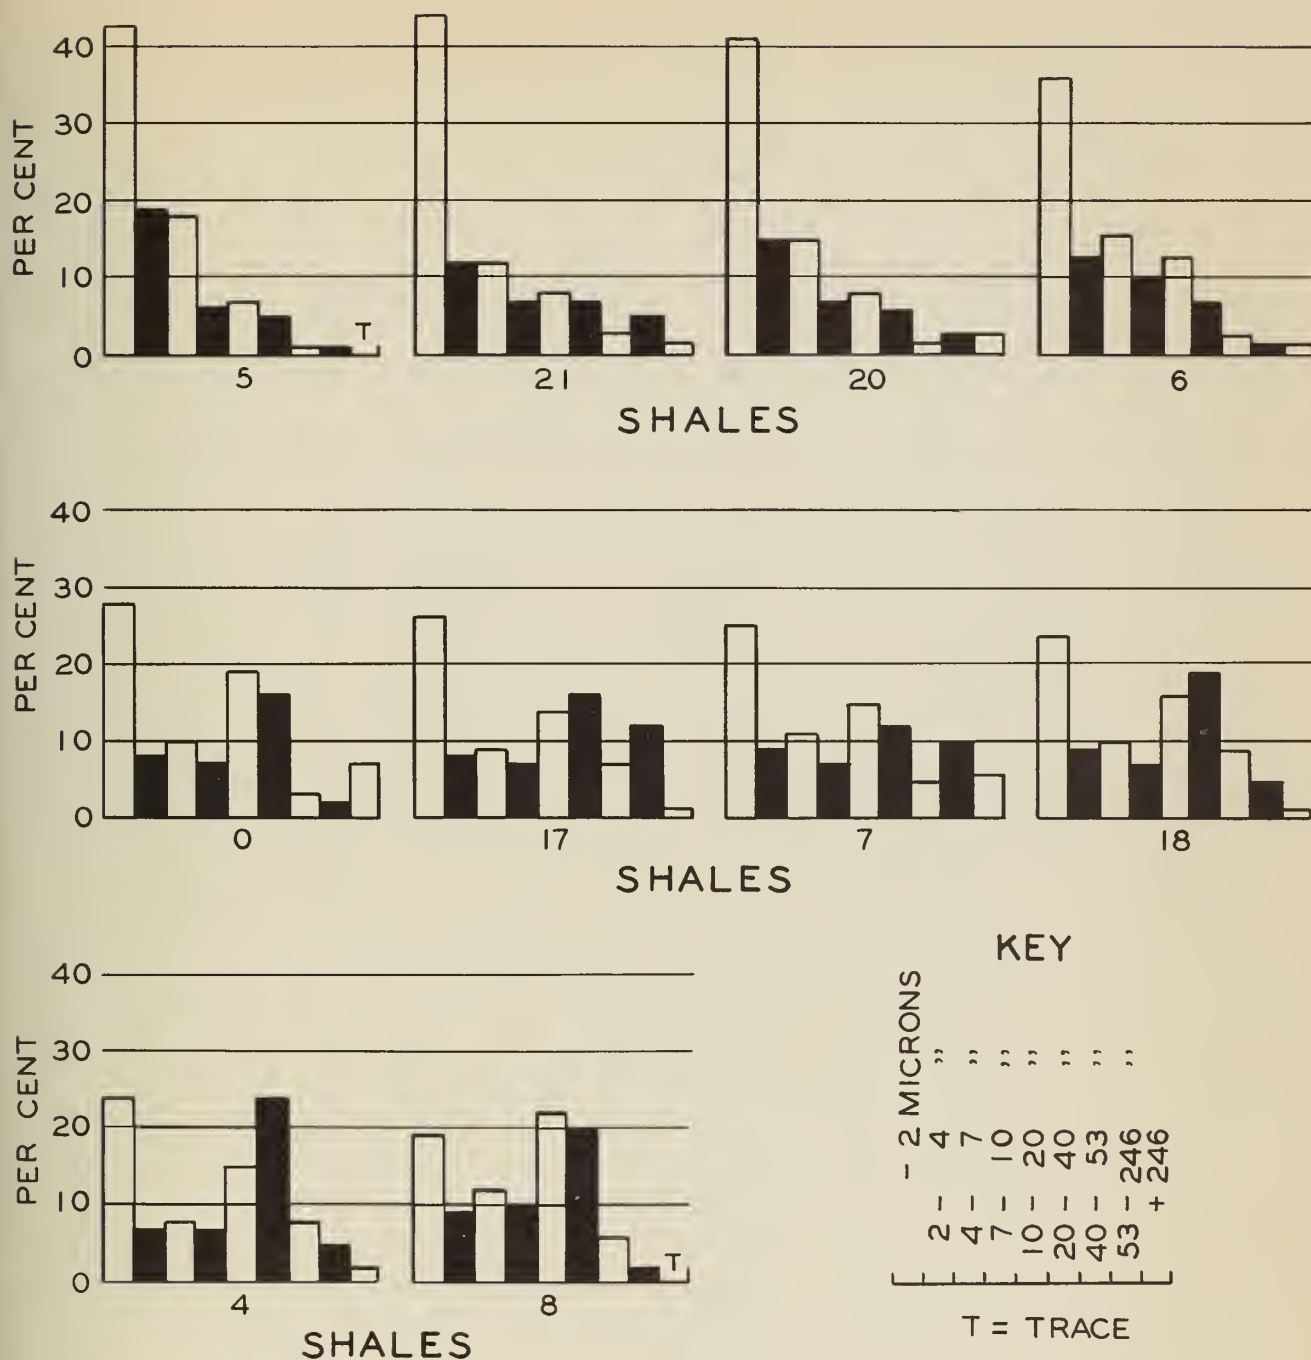 PER CENT
40
30
20
10
0
T
5 21 20 6
SHALES
PER CENT
40
30
20
10
0
0 17 7 18
SHALES
PER CENT
40
30
20
10
0
T
4 8
SHALES
KEY
- 2 MICRONS
2 - 4 ,,
4 - 7 ,,
7 - 10 ,,
10 - 20 ,,
20 - 40 ,,
40 - 53 ,,
53 - 246 ,,
+ 246
T = TRACE